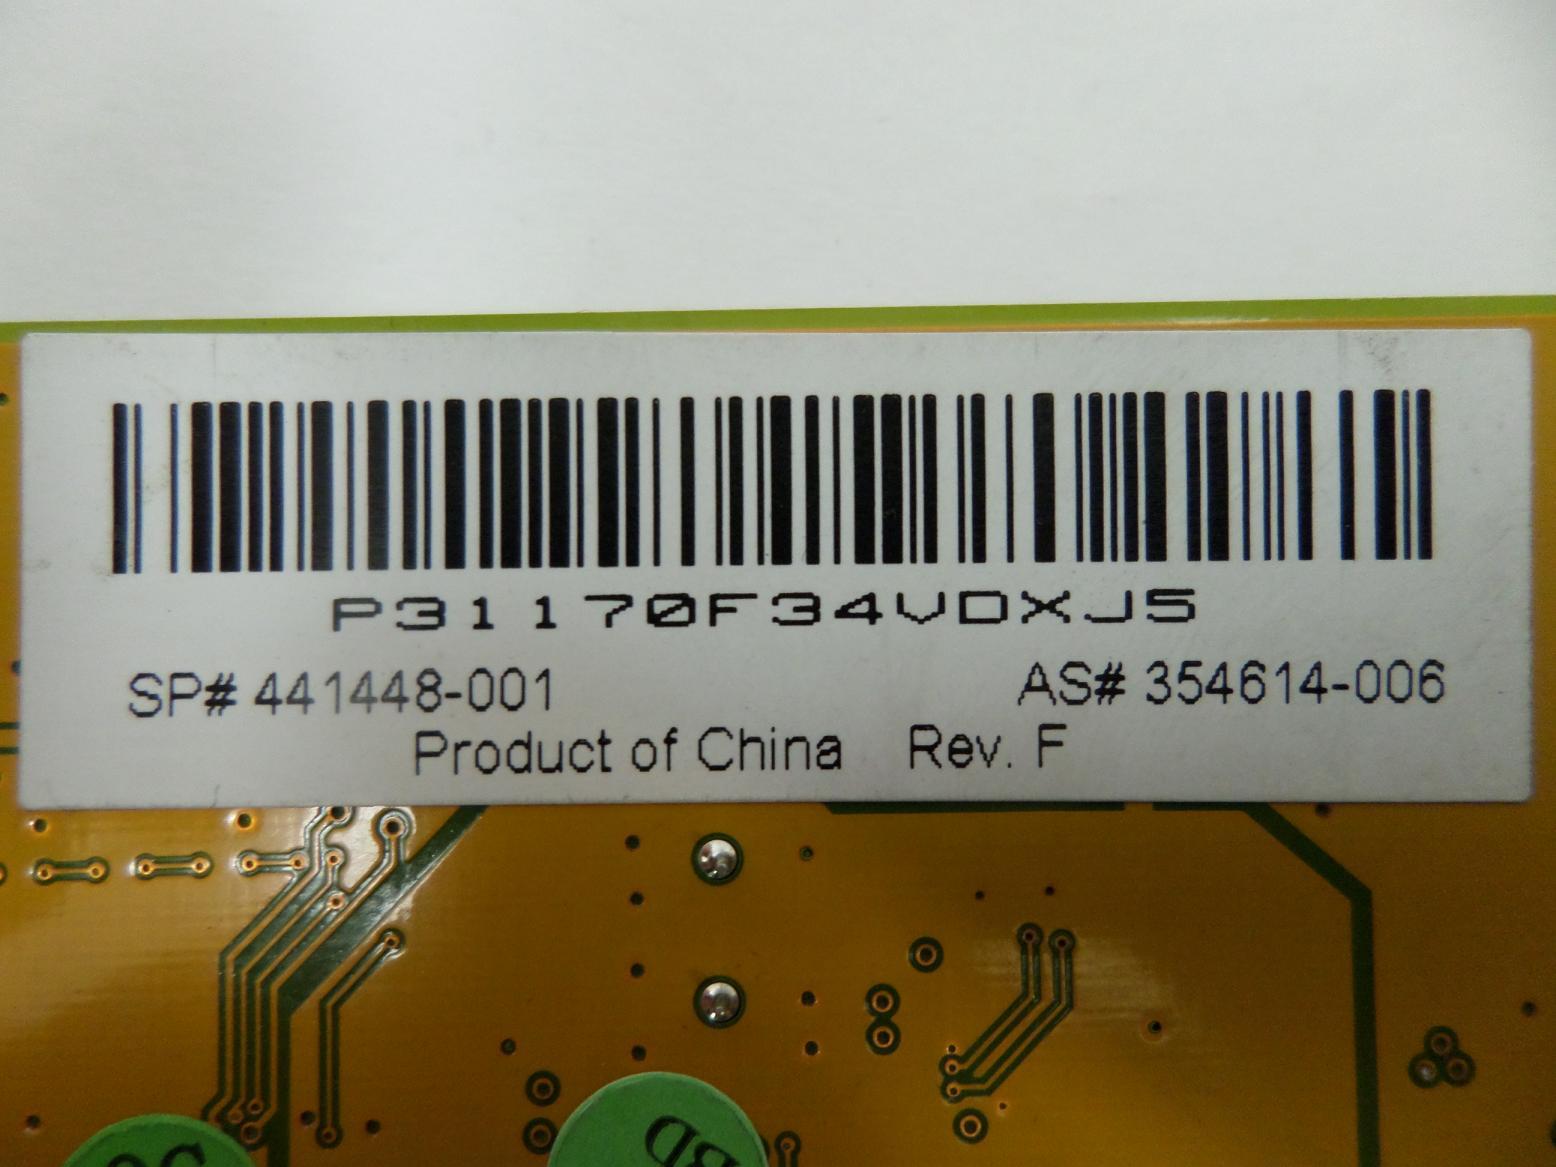 P31170F34VDXJ5
SP# 441448-001 AS# 354614-006
Product of China Rev. F